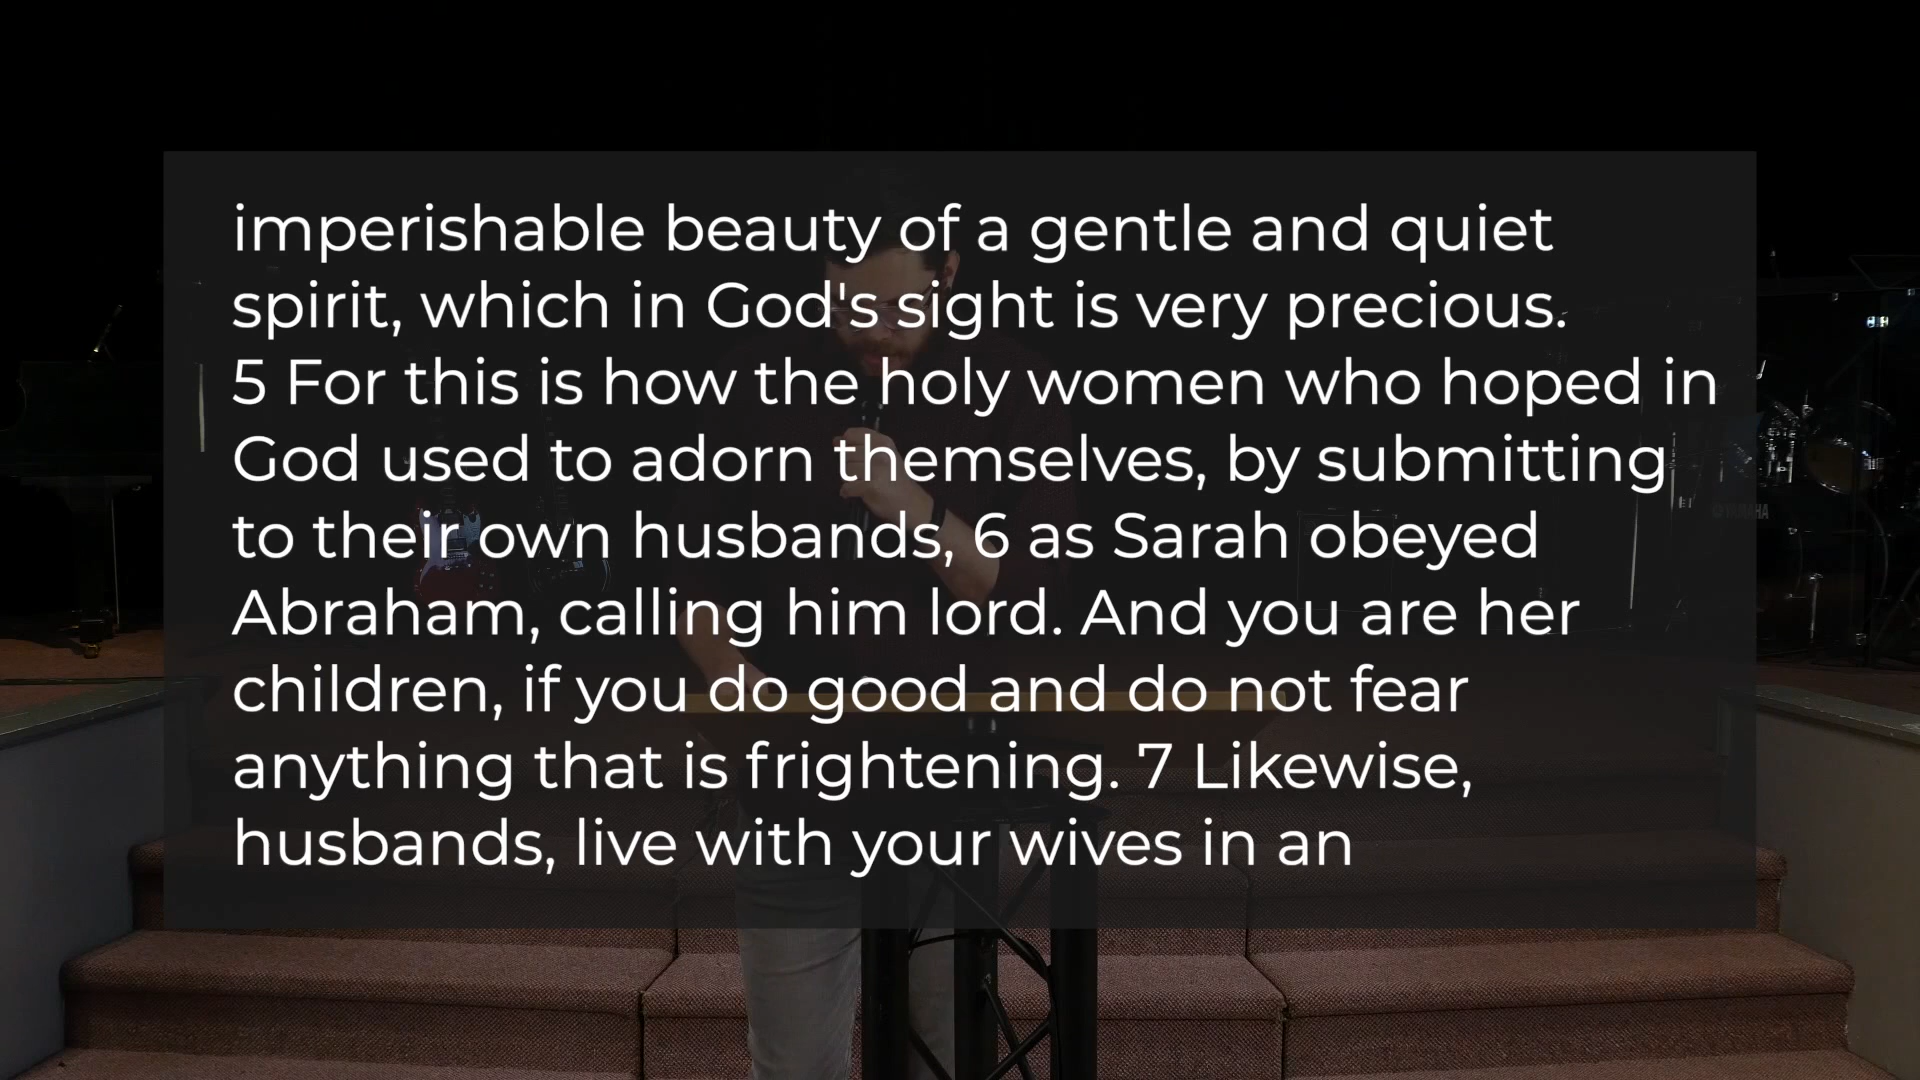 imperishable beauty of a gentle and quiet
spirit, which in God's sight is very precious.
5 For this is how the holy women who hoped in
God used to adorn themselves, by submitting
to their own husbands, 6 as Sarah obeyed
Abraham, calling him lord. And you are her
children, if you do good and do not fear
anything that is frightening. 7 Likewise,
husbands, live with your wives in an
YAMAHA